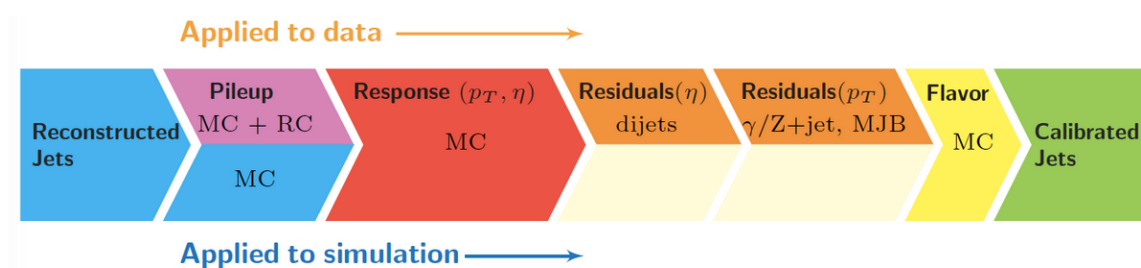 Applied to data
Reconstructed
Jets
Pileup
MC + RC
MC
Response (p_T, η)
MC
Residuals(η)
dijets
Residuals(p_T)
γ/Z+jet, MJB
Flavor
MC
Calibrated
Jets
Applied to simulation